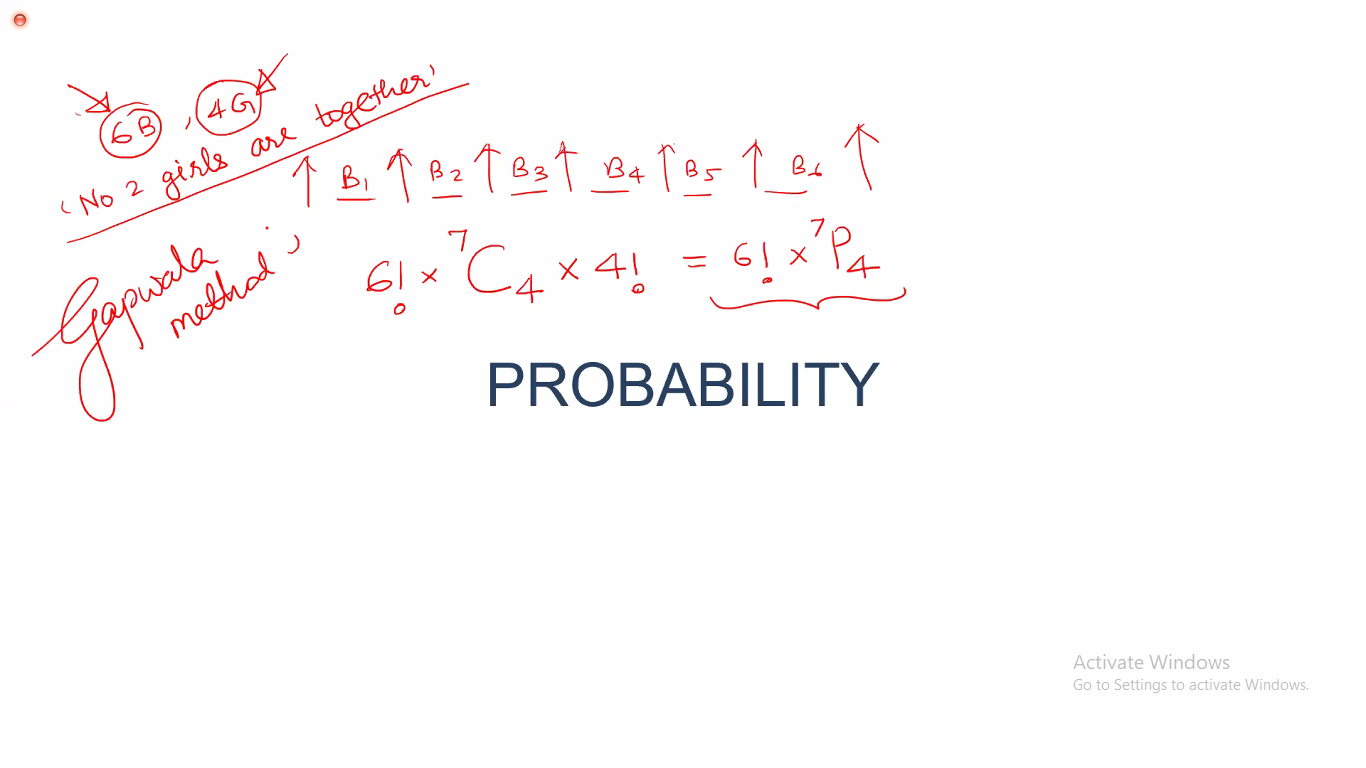 6B , 4G
'No 2 girls are together'
↑ B1 ↑ B2 ↑ B3 ↑ B4 ↑ B5 ↑ B6 ↑
'Gapwala method'
6! × ⁷C₄ × 4! = 6! × ⁷P₄
PROBABILITY
Activate Windows
Go to Settings to activate Windows.